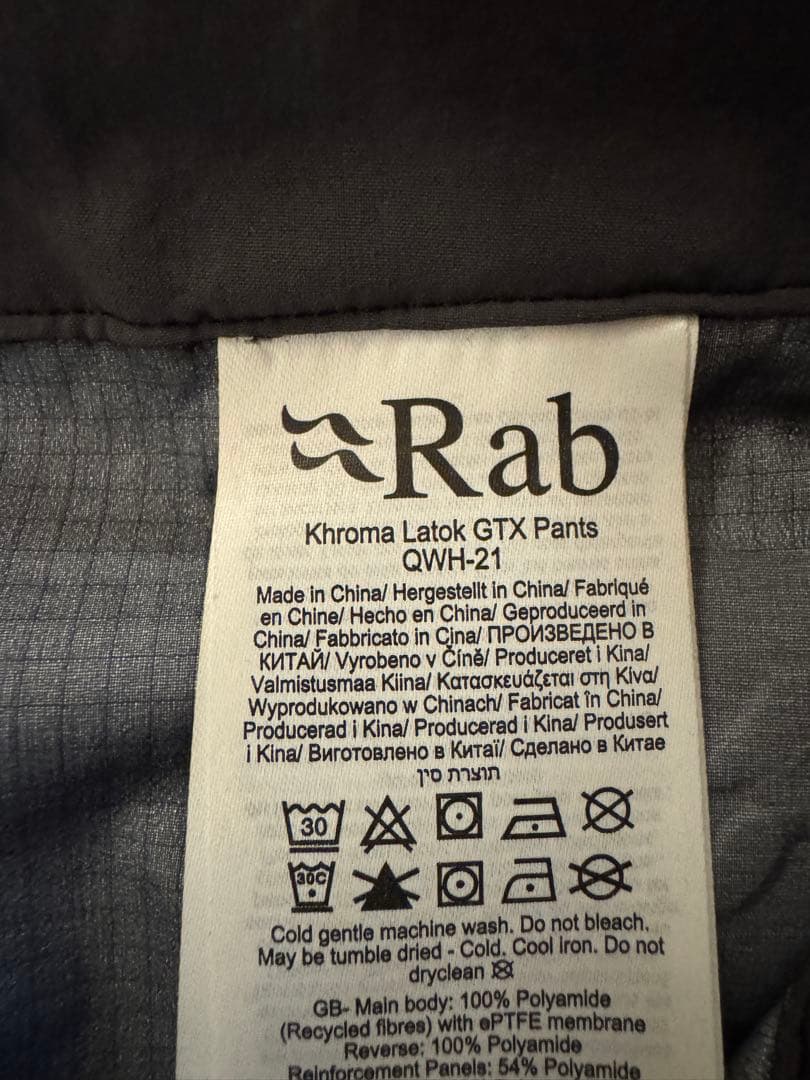 Rab
Khroma Latok GTX Pants
QWH-21
Made in China/ Hergestellt in China/ Fabriqué
en Chine/ Hecho en China/ Geproduceerd in
China/ Fabbricato in Çina/ ПРОИЗВЕДЕНО В
КИТАЙ/ Vyrobeno v Číně/ Produceret i Kina/
Valmistusmaa Kiina/ Κατασκευάζεται στη Κίνα/
Wyprodukowano w Chinach/ Fabricat în China/
Producerad i Kina/ Producerad i Kina/ Produsert
i Kina/ Виготовлено в Китаї/ Сделано в Китае
תוצרת סין
30
30C
Cold gentle machine wash. Do not bleach.
May be tumble dried - Cold. Cool iron. Do not
dryclean
GB- Main body: 100% Polyamide
(Recycled fibres) with ePTFE membrane
Reverse: 100% Polyamide
Reinforcement Panels: 54% Polyamide